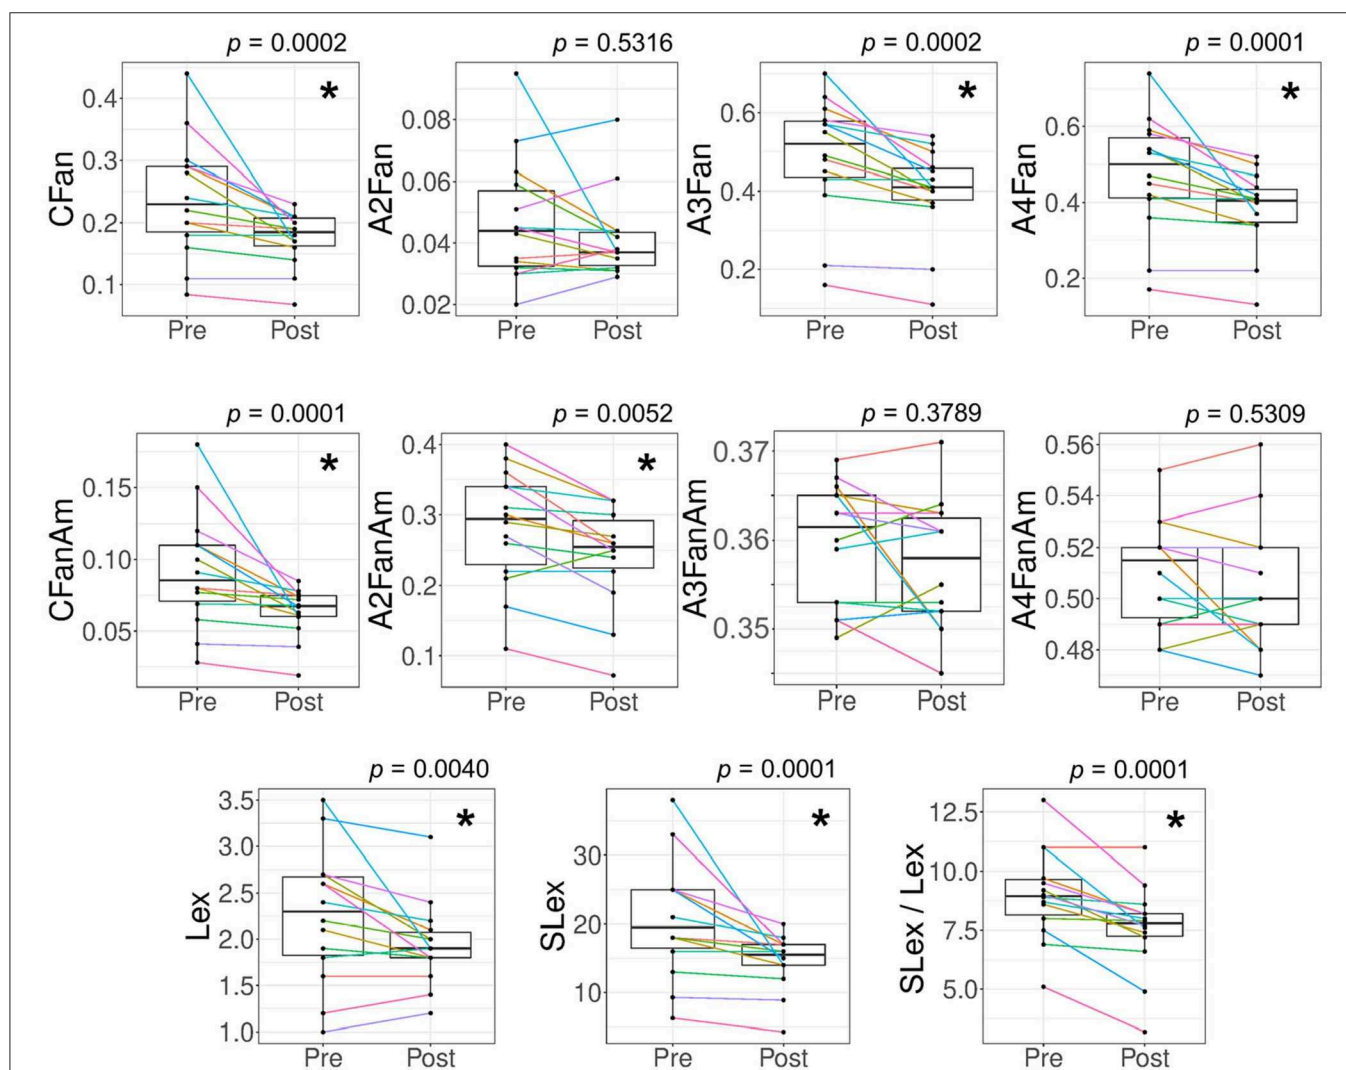 p = 0.0002
p = 0.5316
p = 0.0002
p = 0.0001
CFan
0.4
0.3
0.2
0.1
*
Pre
Post
A2Fan
0.08
0.06
0.04
0.02
Pre
Post
A3Fan
0.6
0.4
0.2
*
Pre
Post
A4Fan
0.6
0.4
0.2
*
Pre
Post
p = 0.0001
p = 0.0052
p = 0.3789
p = 0.5309
CFanAm
0.15
0.10
0.05
*
Pre
Post
A2FanAm
0.4
0.3
0.2
0.1
*
Pre
Post
A3FanAm
0.37
0.36
0.35
Pre
Post
A4FanAm
0.56
0.54
0.52
0.50
0.48
Pre
Post
p = 0.0040
p = 0.0001
p = 0.0001
Lex
3.5
3.0
2.5
2.0
1.5
1.0
*
Pre
Post
SLex
30
20
10
*
Pre
Post
SLex / Lex
12.5
10.0
7.5
5.0
*
Pre
Post